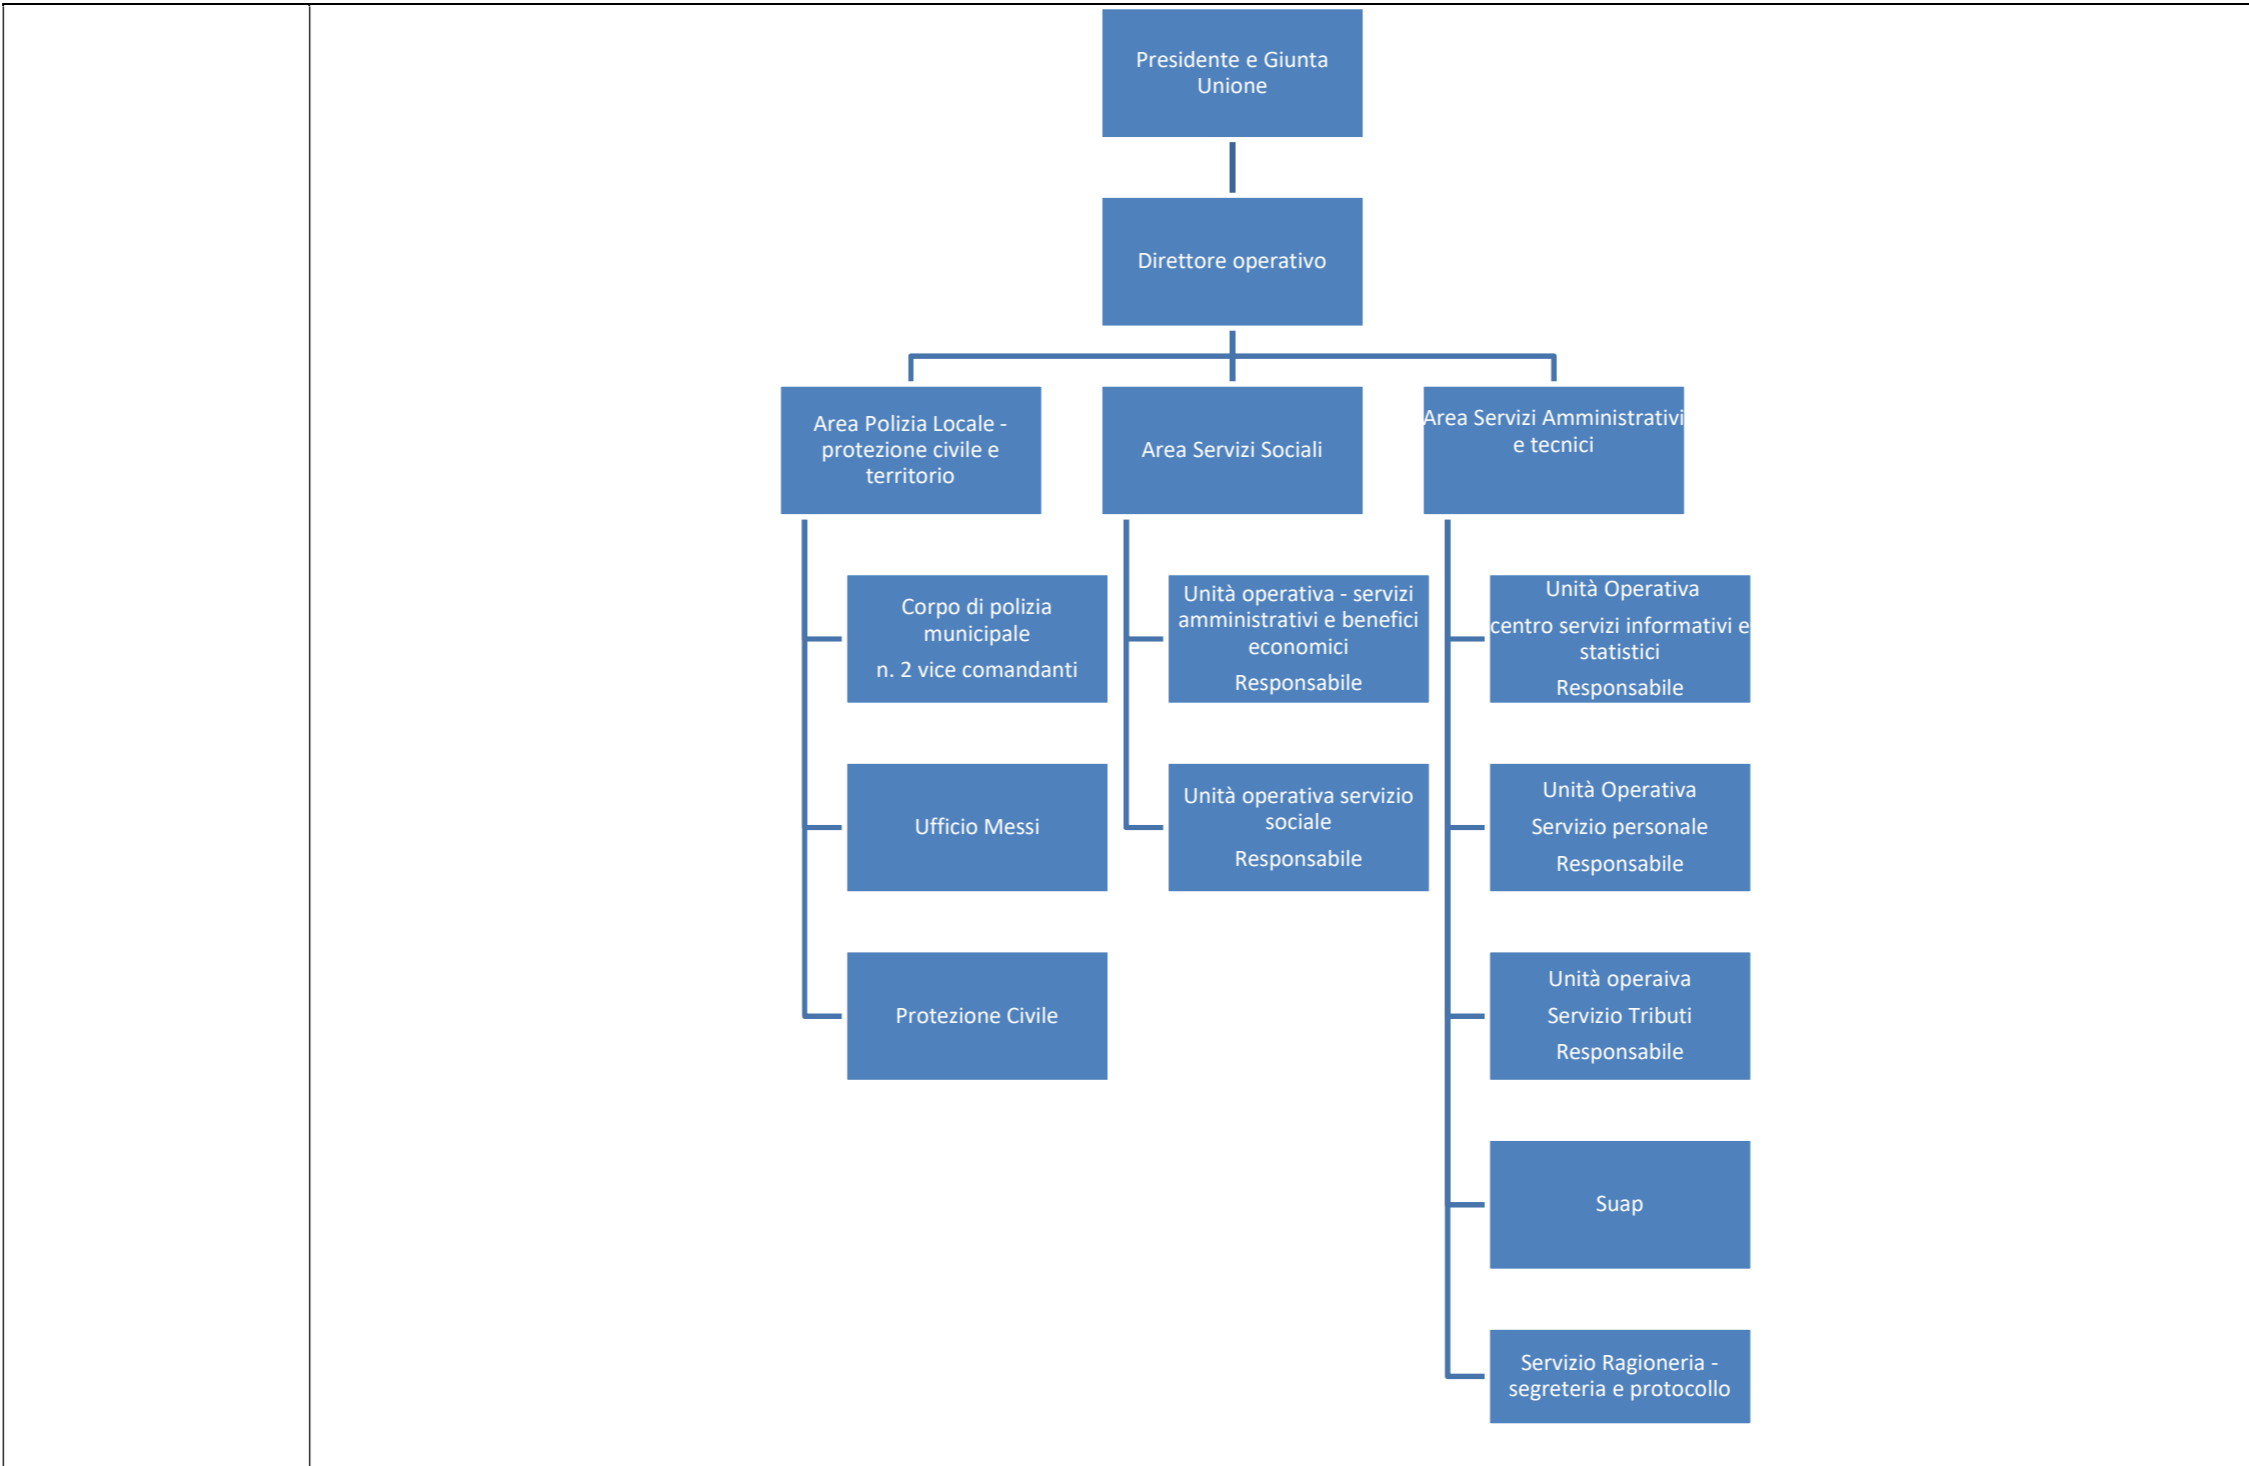 Presidente e Giunta
Unione
Direttore operativo
Area Polizia Locale -
protezione civile e
territorio
Area Servizi Sociali
Area Servizi Amministrativi
e tecnici
Corpo di polizia
municipale
n. 2 vice comandanti
Ufficio Messi
Protezione Civile
Unità operativa - servizi
amministrativi e benefici
economici
Responsabile
Unità operativa servizio
sociale
Responsabile
Unità Operativa
centro servizi informativi e
statistici
Responsabile
Unità Operativa
Servizio personale
Responsabile
Unità operaiva
Servizio Tributi
Responsabile
Suap
Servizio Ragioneria -
segreteria e protocollo